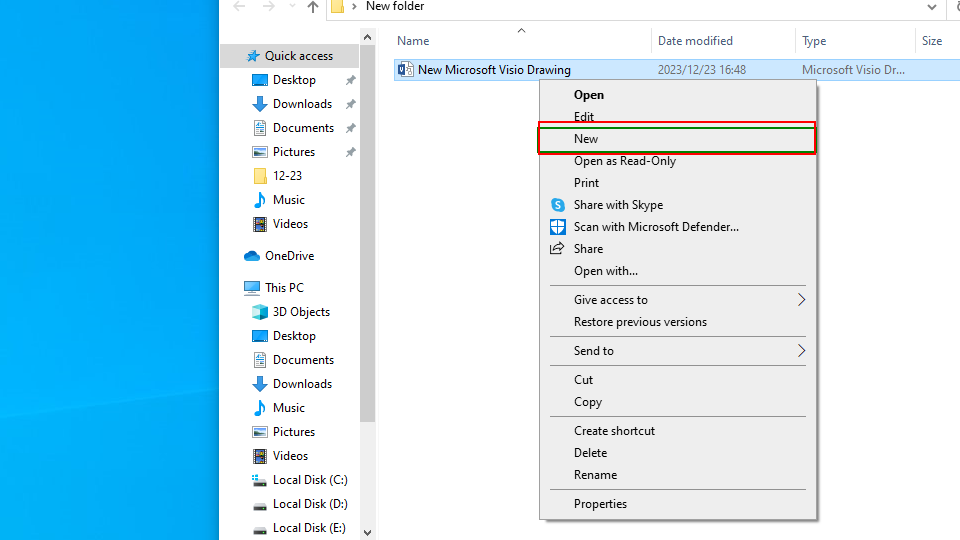 New folder
Name
Date modified
Type
Size
Quick access
Desktop
Downloads
Documents
Pictures
12-23
Music
Videos
OneDrive
This PC
3D Objects
Desktop
Documents
Downloads
Music
Pictures
Videos
Local Disk (C:)
Local Disk (D:)
Local Disk (E:)
New Microsoft Visio Drawing
2023/12/23 16:48
Microsoft Visio Dr...
Open
Edit
New
Open as Read-Only
Print
Share with Skype
Scan with Microsoft Defender...
Share
Open with...
Give access to
Restore previous versions
Send to
Cut
Copy
Create shortcut
Delete
Rename
Properties